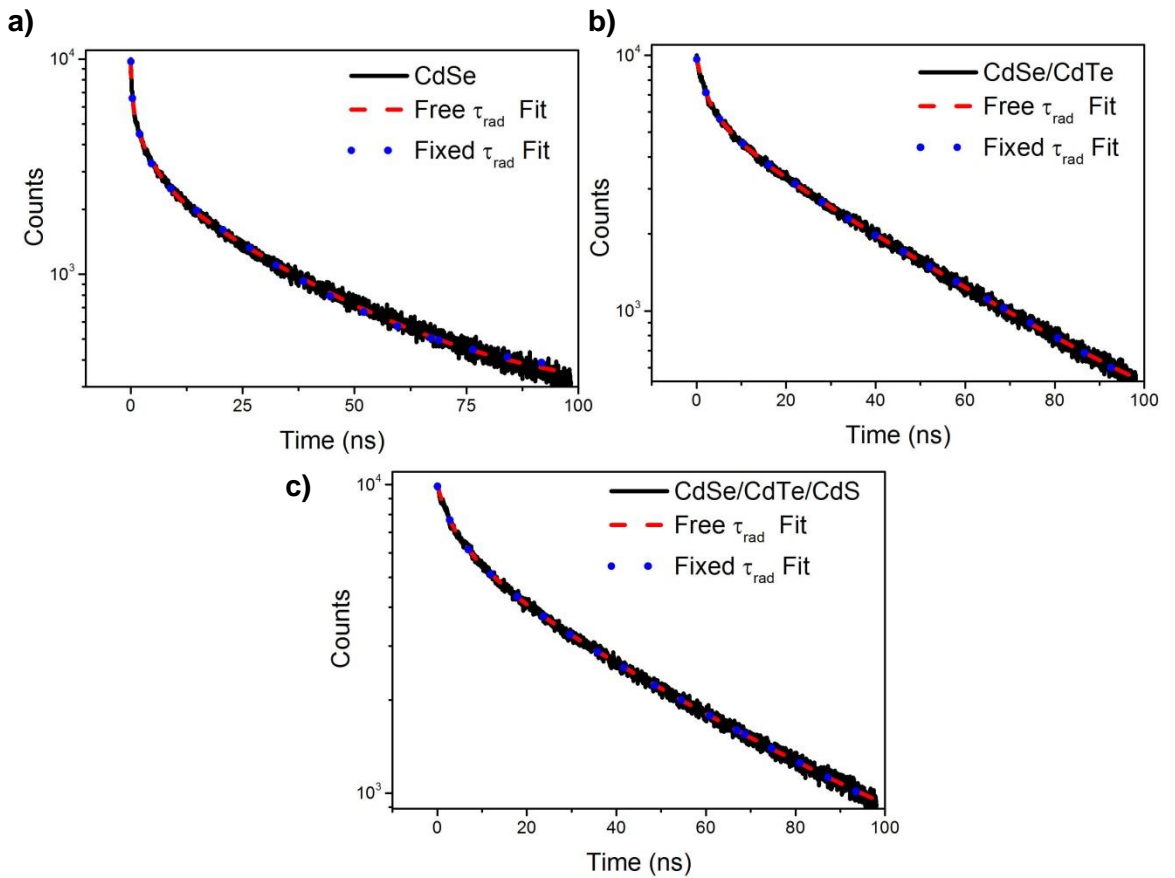 a)
10⁴
10³
Counts
CdSe
Free τrad Fit
Fixed τrad Fit
0 25 50 75 100
Time (ns)
b)
10⁴
10³
Counts
CdSe/CdTe
Free τrad Fit
Fixed τrad Fit
0 20 40 60 80 100
Time (ns)
c)
10⁴
10³
Counts
CdSe/CdTe/CdS
Free τrad Fit
Fixed τrad Fit
0 20 40 60 80 100
Time (ns)